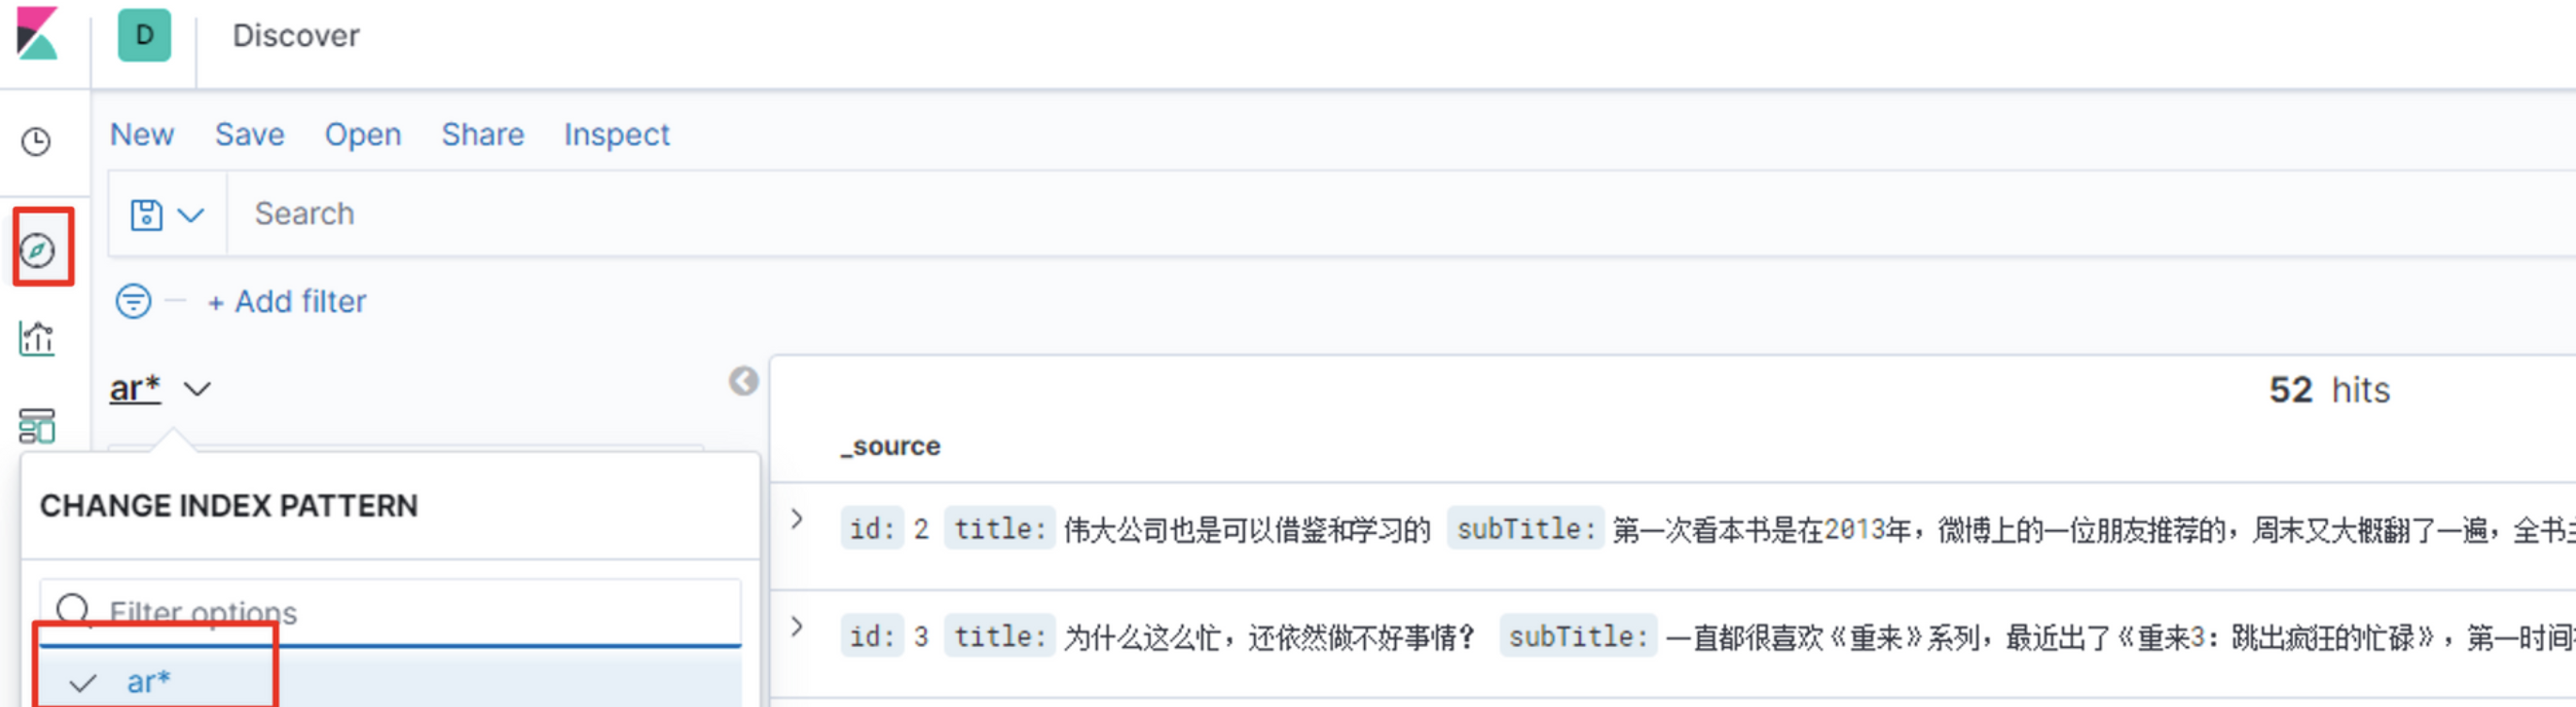 D Discover
New Save Open Share Inspect
Search
+ Add filter
ar*
52 hits
_source
CHANGE INDEX PATTERN
Filter options
ar*
id: 2 title: 伟大公司也是可以借鉴和学习的 subTitle: 第一次看本书是在2013年，微博上的一位朋友推荐的，周末又大概翻了一遍，全书
id: 3 title: 为什么这么忙，还依然做不好事情？ subTitle: 一直都很喜欢《重来》系列，最近出了《重来3：跳出疯狂的忙碌》，第一时间